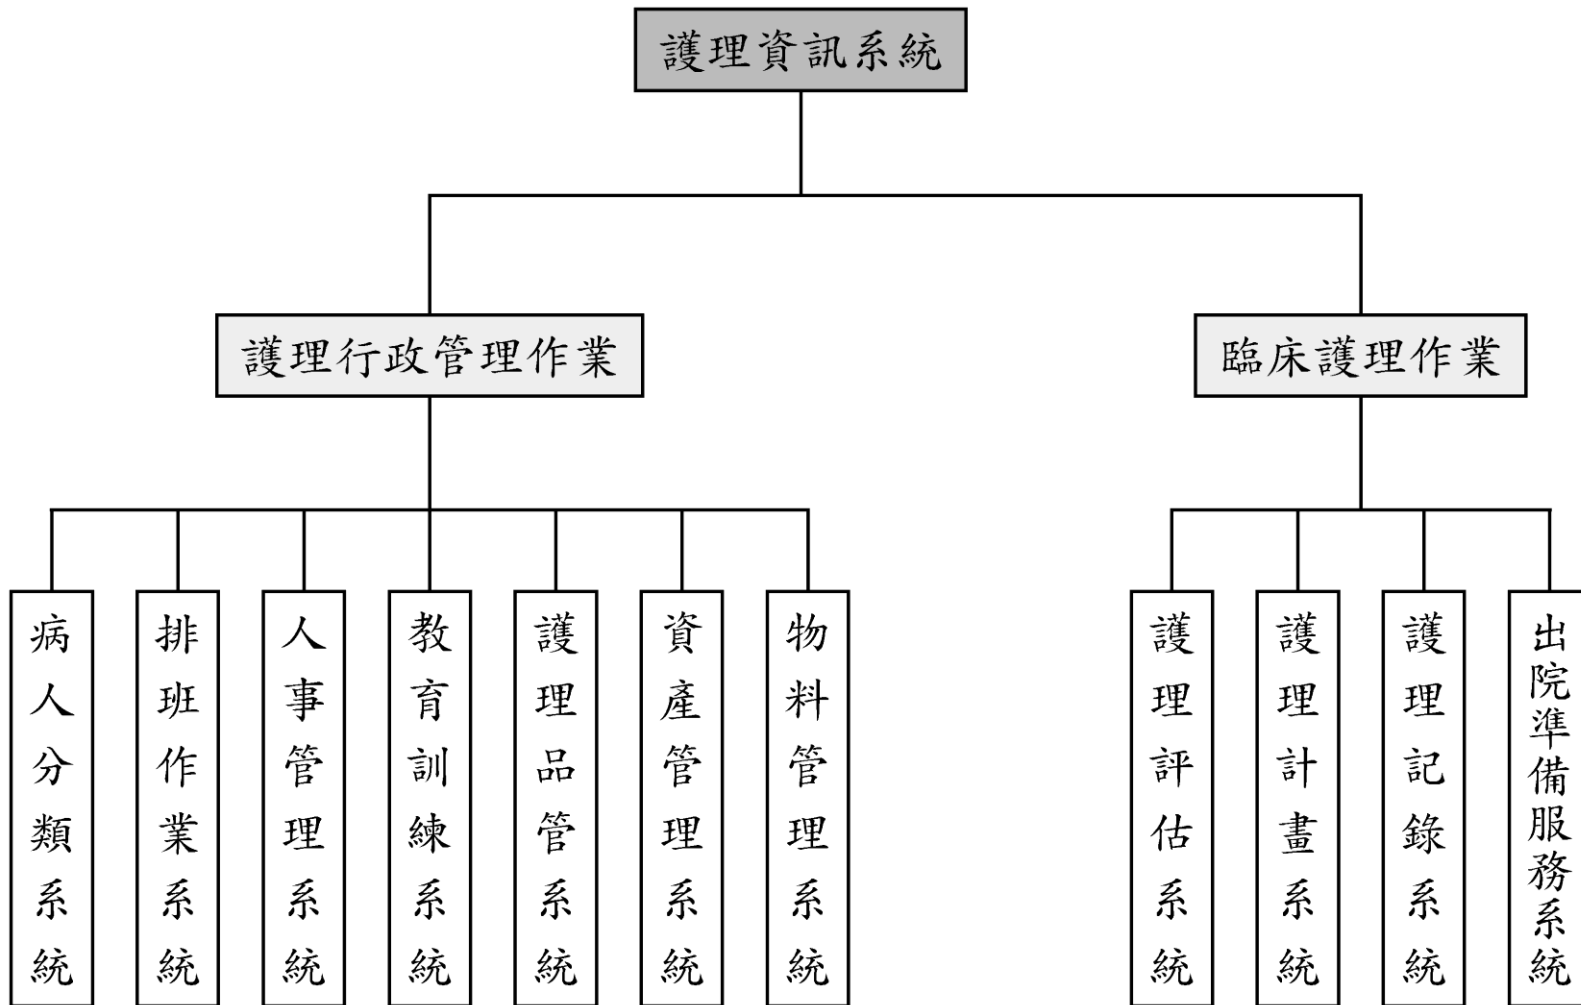 護理資訊系統
護理行政管理作業
臨床護理作業
病人分類系統
排班作業系統
人事管理系統
教育訓練系統
護理品管系統
資產管理系統
物料管理系統
護理評估系統
護理計畫系統
護理記錄系統
出院準備服務系統